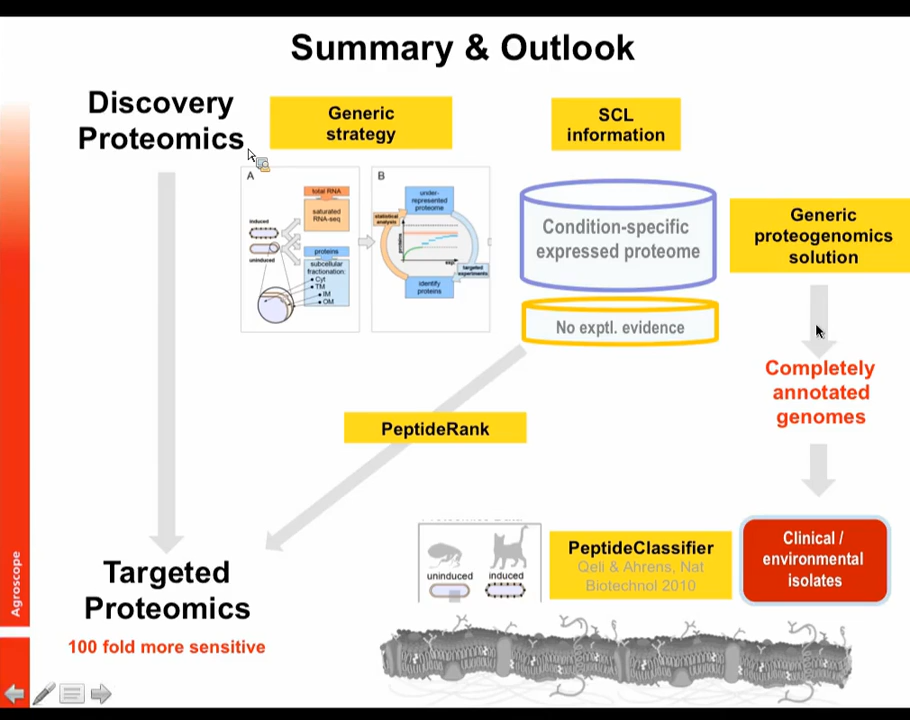 Summary & Outlook
Discovery
Proteomics
Generic
strategy
SCL
information
A
total RNA
saturated
RNA-seq
induced
uninduced
proteins
subcellular
fractionation:
Cyt
TM
IM
OM
B
under-
represented
proteome
statistical
analysis
proteins
expt.
targeted
experiments
identify
proteins
Condition-specific
expressed proteome
No exptl. evidence
Generic
proteogenomics
solution
Completely
annotated
genomes
PeptideRank
Targeted
Proteomics
100 fold more sensitive
uninduced
induced
PeptideClassifier
Qeli & Ahrens, Nat
Biotechnol 2010
Clinical /
environmental
isolates
Agroscope